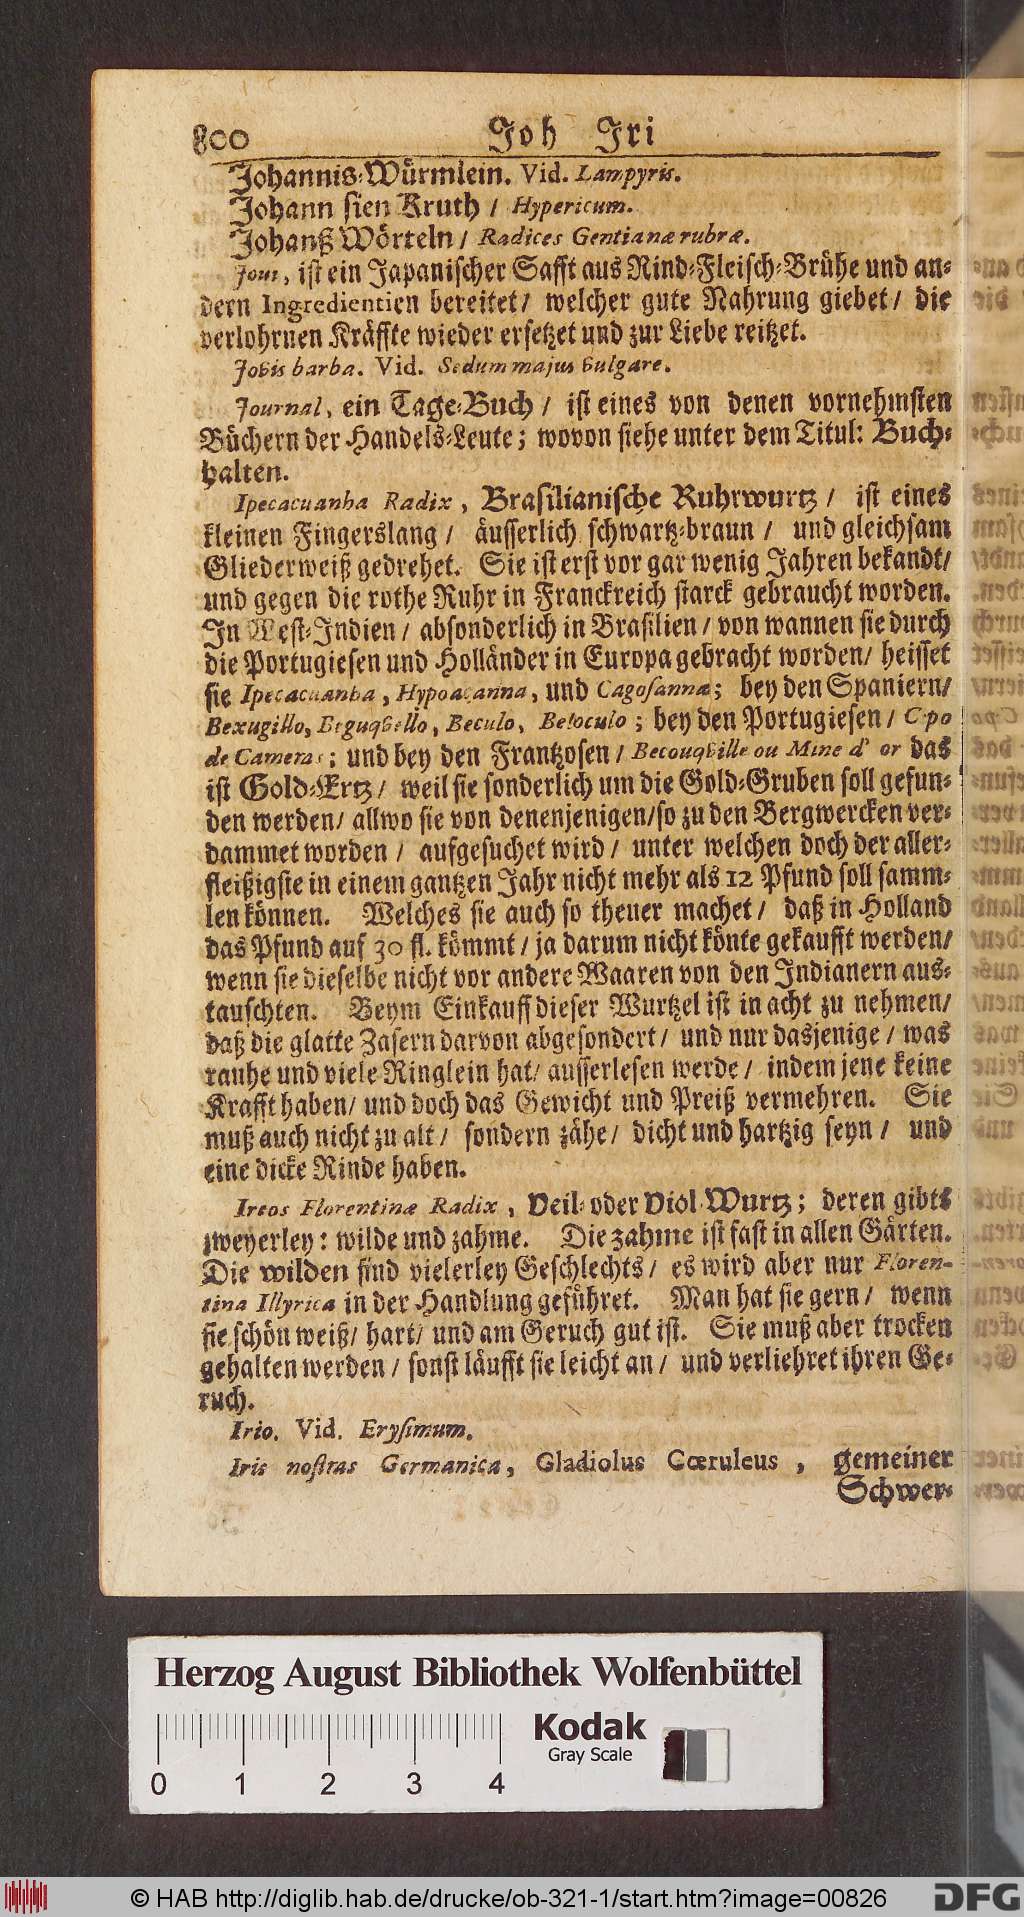 800 Joh Jri
Johannis-Würmlein. Vid. Lampyris.
Johann sien Kruth / Hypericum.
Johanß Wörteln / Radices Gentianæ rubræ.
Jout, ist ein Japanischer Safft aus Rind-Fleisch-Brühe und an-
dern Ingredientien bereitet / welcher gute Nahrung giebet / die
verlohrnen Kräffte wieder ersetzet und zur Liebe reitzet.
Jovis barba. Vid. Sedum majus vulgare.
Journal, ein Tage-Buch / ist eines von denen vornehmsten
Büchern der Handels-Leute; wovon siehe unter dem Titul: Buch-
halten.
Ipecacuanha Radix, Brasilianische Ruhrwurtz / ist eines
kleinen Fingerslang / äusserlich schwartz-braun / und gleichsam
Gliederweiß gedrehet. Sie ist erst vor gar wenig Jahren bekandt/
und gegen die rothe Ruhr in Franckreich starck gebraucht worden.
In West-Indien / absonderlich in Brasilien / von wannen sie durch
die Portugiesen und Holländer in Europa gebracht worden/ heisset
sie Ipecacuanha, Hypoacanna, und Cagosannæ; bey den Spaniern/
Bexugillo, Beguqvello, Beculo, Beloculo; bey den Portugiesen / Cipo
de Cameras; und bey den Frantzosen / Becouqville ou Mine d' or das
ist Gold-Ertz / weil sie sonderlich um die Gold-Gruben soll gefun-
den werden/ allwo sie von denenjenigen/so zu den Bergwercken ver-
dammet worden / aufgesuchet wird / unter welchen doch der aller-
fleißigste in einem gantzen Jahr nicht mehr als 12 Pfund soll samm-
len können. Welches sie auch so theuer machet / daß in Holland
das Pfund auf 30 fl. kömmt / ja darum nicht könte gekaufft werden/
wenn sie dieselbe nicht vor andere Waaren von den Indianern aus-
tauschten. Beym Einkauff dieser Wurtzel ist in acht zu nehmen/
daß die glatte Zasern darvon abgesondert / und nur dasjenige / was
rauhe und viele Ringlein hat/ ausserlesen werde / indem jene keine
Krafft haben/ und doch das Gewicht und Preiß vermehren. Sie
muß auch nicht zu alt / sondern zähe / dicht und hartzig seyn / und
eine dicke Rinde haben.
Ireos Florentinæ Radix, Veil- oder Viol-Wurtz; deren gibts
zweyerley: wilde und zahme. Die zahme ist fast in allen Gärten.
Die wilden sind vielerley Geschlechts / es wird aber nur Floren-
tina Illyrica in der Handlung geführet. Man hat sie gern / wenn
sie schön weiß/ hart/ und am Geruch gut ist. Sie muß aber trocken
gehalten werden / sonst läufft sie leicht an / und verliehret ihren Ge-
ruch.
Irio. Vid. Erysimum.
Iris nostras Germanica, Gladiolus Cœruleus, gemeiner
Schwer-
Herzog August Bibliothek Wolfenbüttel
Kodak
Gray Scale
0 1 2 3 4
© HAB http://diglib.hab.de/drucke/ob-321-1/start.htm?image=00826
DFG